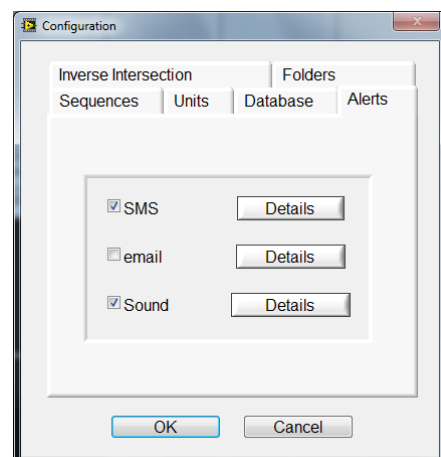 Configuration
Inverse Intersection Folders
Sequences Units Database Alerts
SMS Details
email Details
Sound Details
OK Cancel